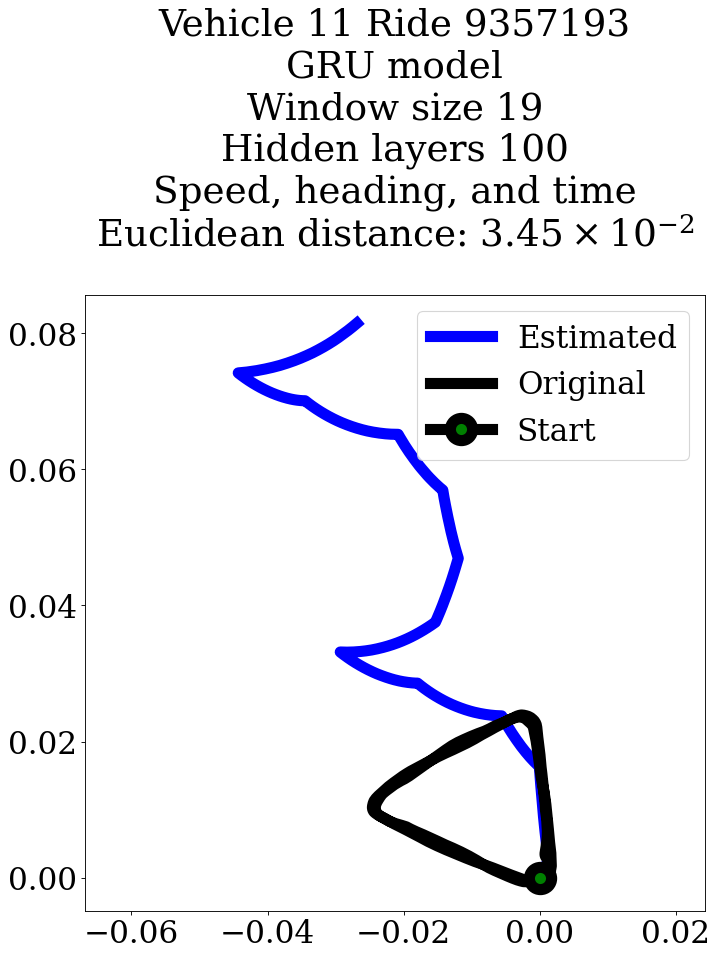 Vehicle 11 Ride 9357193
GRU model
Window size 19
Hidden layers 100
Speed, heading, and time
Euclidean distance: 3.45 × 10⁻²
Estimated
Original
Start
0.08
0.06
0.04
0.02
0.00
−0.06 −0.04 −0.02 0.00 0.02